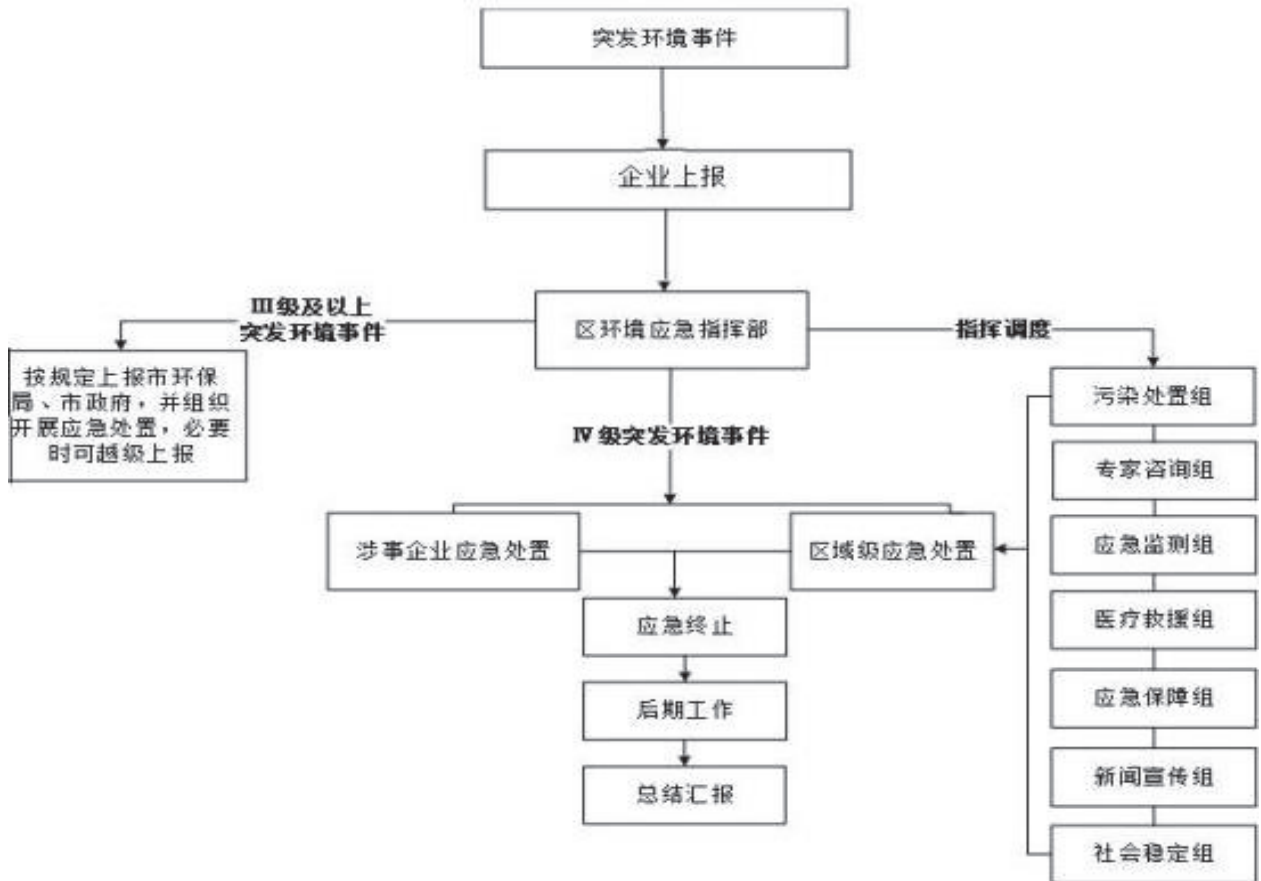 突发环境事件
企业上报
III级及以上
突发环境事件
区环境应急指挥部
指挥调度
按规定上报市环保
局、市政府，并组织
开展应急处置，必要
时可越级上报
污染处置组
IV级突发环境事件
专家咨询组
涉事企业应急处置
区域级应急处置
应急监测组
应急终止
医疗救援组
后期工作
应急保障组
总结汇报
新闻宣传组
社会稳定组